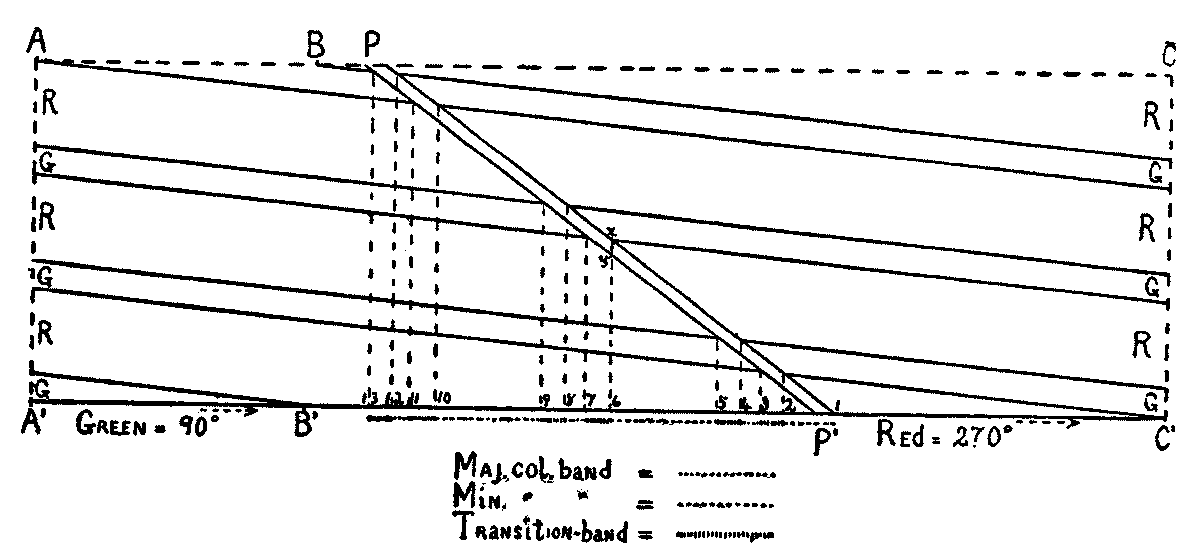 A B P C
R R
G G
R R
G G
R R
G G
13 12 11 10 9 8 7 6 5 4 3 2 1
A' GREEN = 90° B' P' RED = 270° C'
MAJ. COL. band =
MIN. " " =
TRANSITION-band =